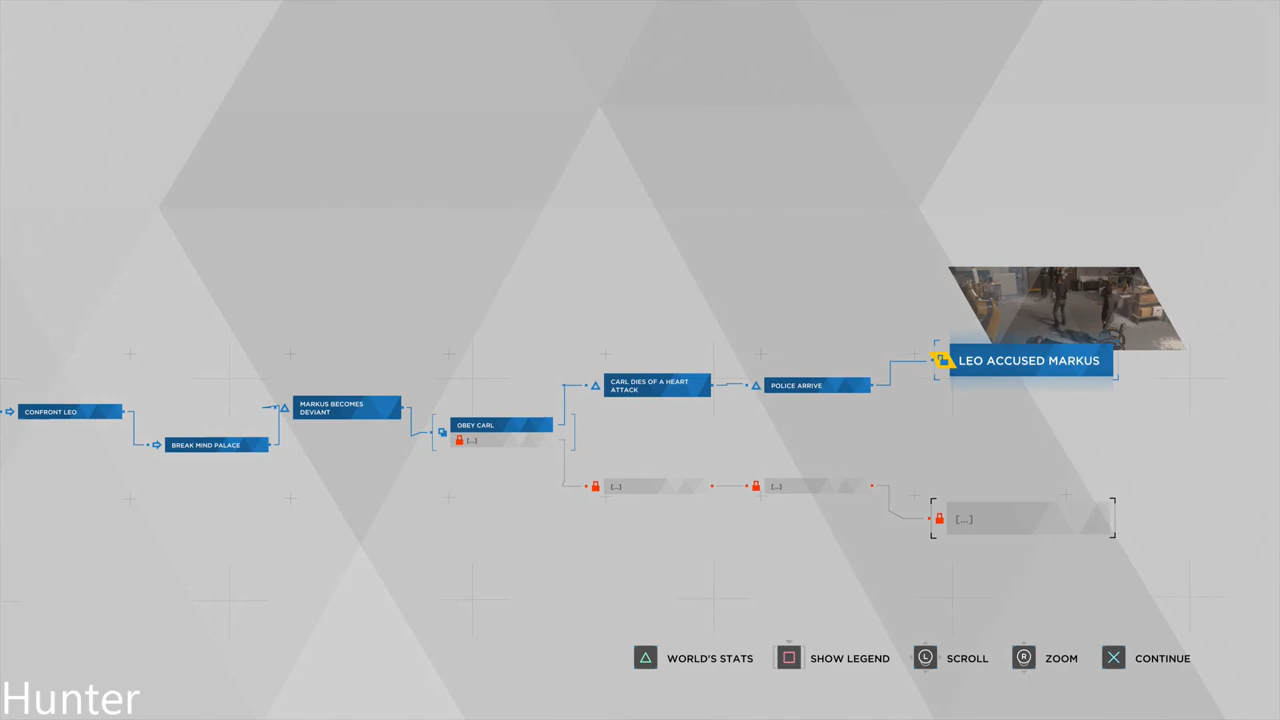 LEO ACCUSED MARKUS
CARL DIES OF A HEART
ATTACK
POLICE ARRIVE
MARKUS BECOMES
DEVIANT
CONFRONT LEO
OBEY CARL
[...]
BREAK MIND PALACE
[...]
[...]
[...]
WORLD'S STATS
SHOW LEGEND
L
SCROLL
R
ZOOM
CONTINUE
Hunter